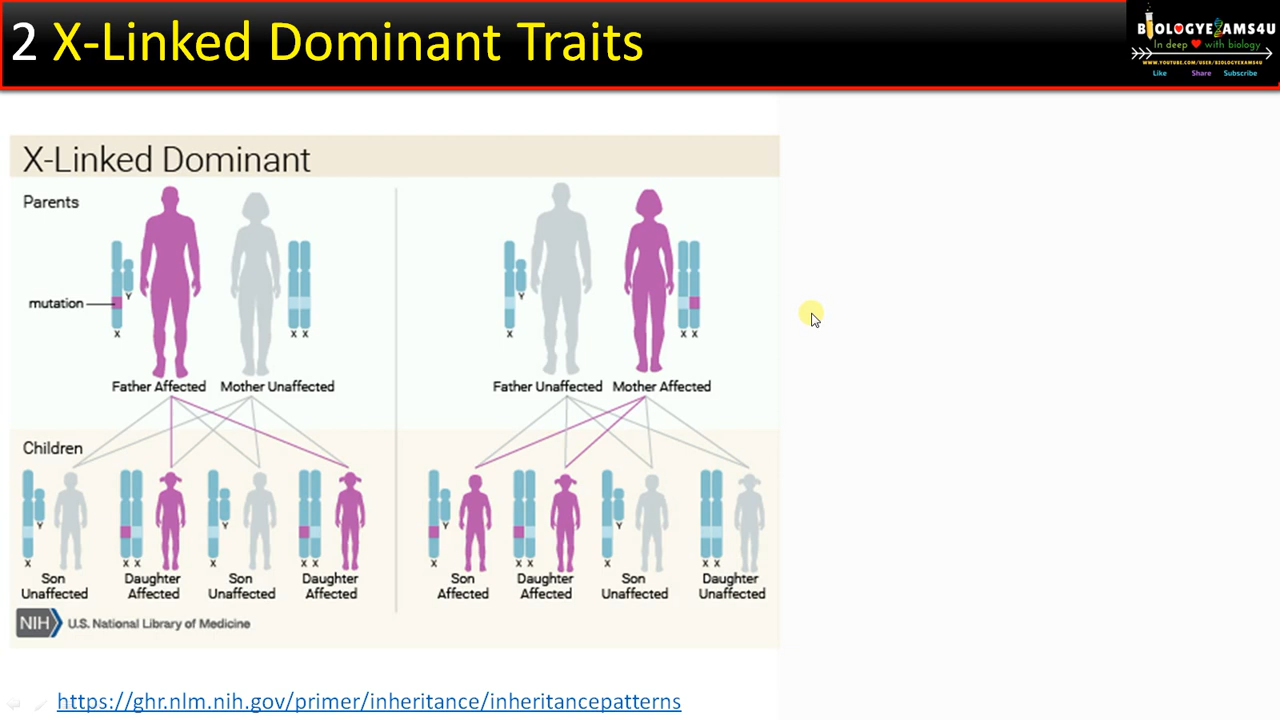 2 X-Linked Dominant Traits
BIOLOGYEXAMS4U
In deep with biology
WWW.YOUTUBE.COM/USER/BIOLOGYEXAMS4U
Like Share Subscribe
X-Linked Dominant
Parents
Y
Y
mutation
X
X X
X
X X
Father Affected Mother Unaffected
Father Unaffected Mother Affected
Children
Y
Y
Y
Y
X
X X
X
X X
X
X X
X
X X
Son Unaffected
Daughter Affected
Son Unaffected
Daughter Affected
Son Affected
Daughter Affected
Son Unaffected
Daughter Unaffected
NIH U.S. National Library of Medicine
https://ghr.nlm.nih.gov/primer/inheritance/inheritancepatterns